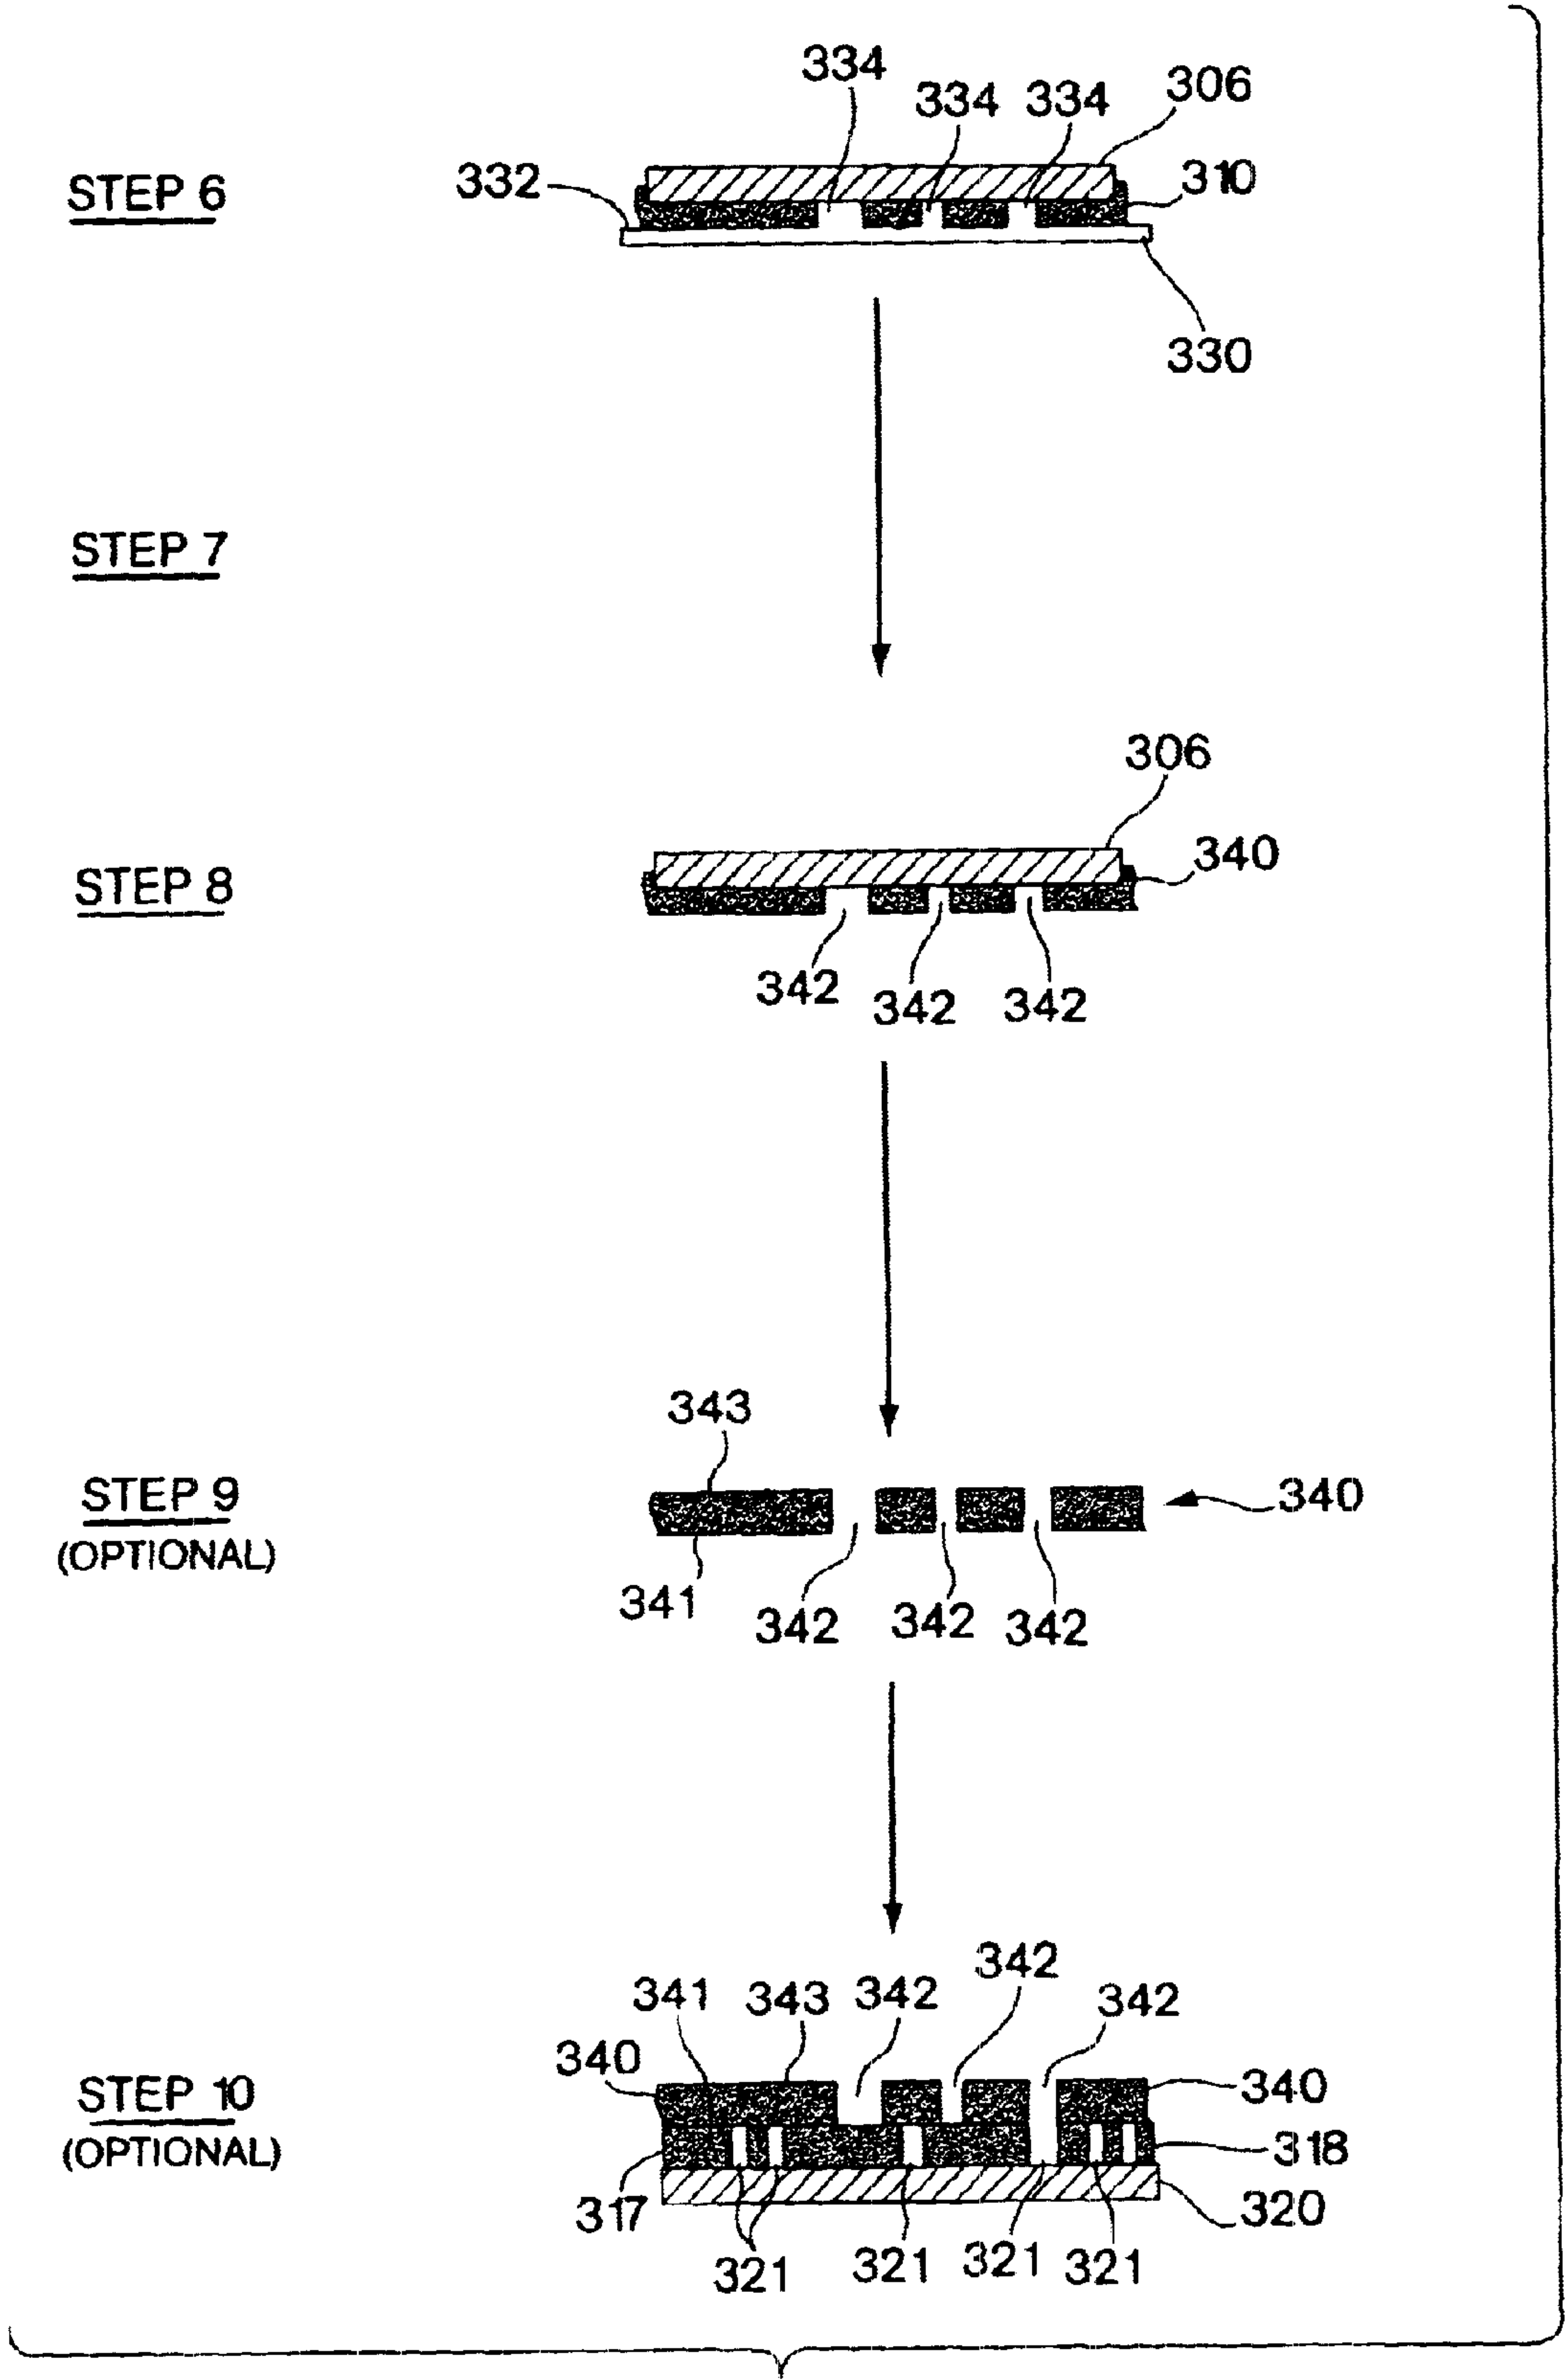 334
334 334 306
STEP 6 332 310
330
STEP 7
306
STEP 8 340
342 342 342
343
STEP 9 340
(OPTIONAL)
341 342 342 342
342
341 343 342 342
340
STEP 10 340
(OPTIONAL) 318
317 320
321 321 321 321